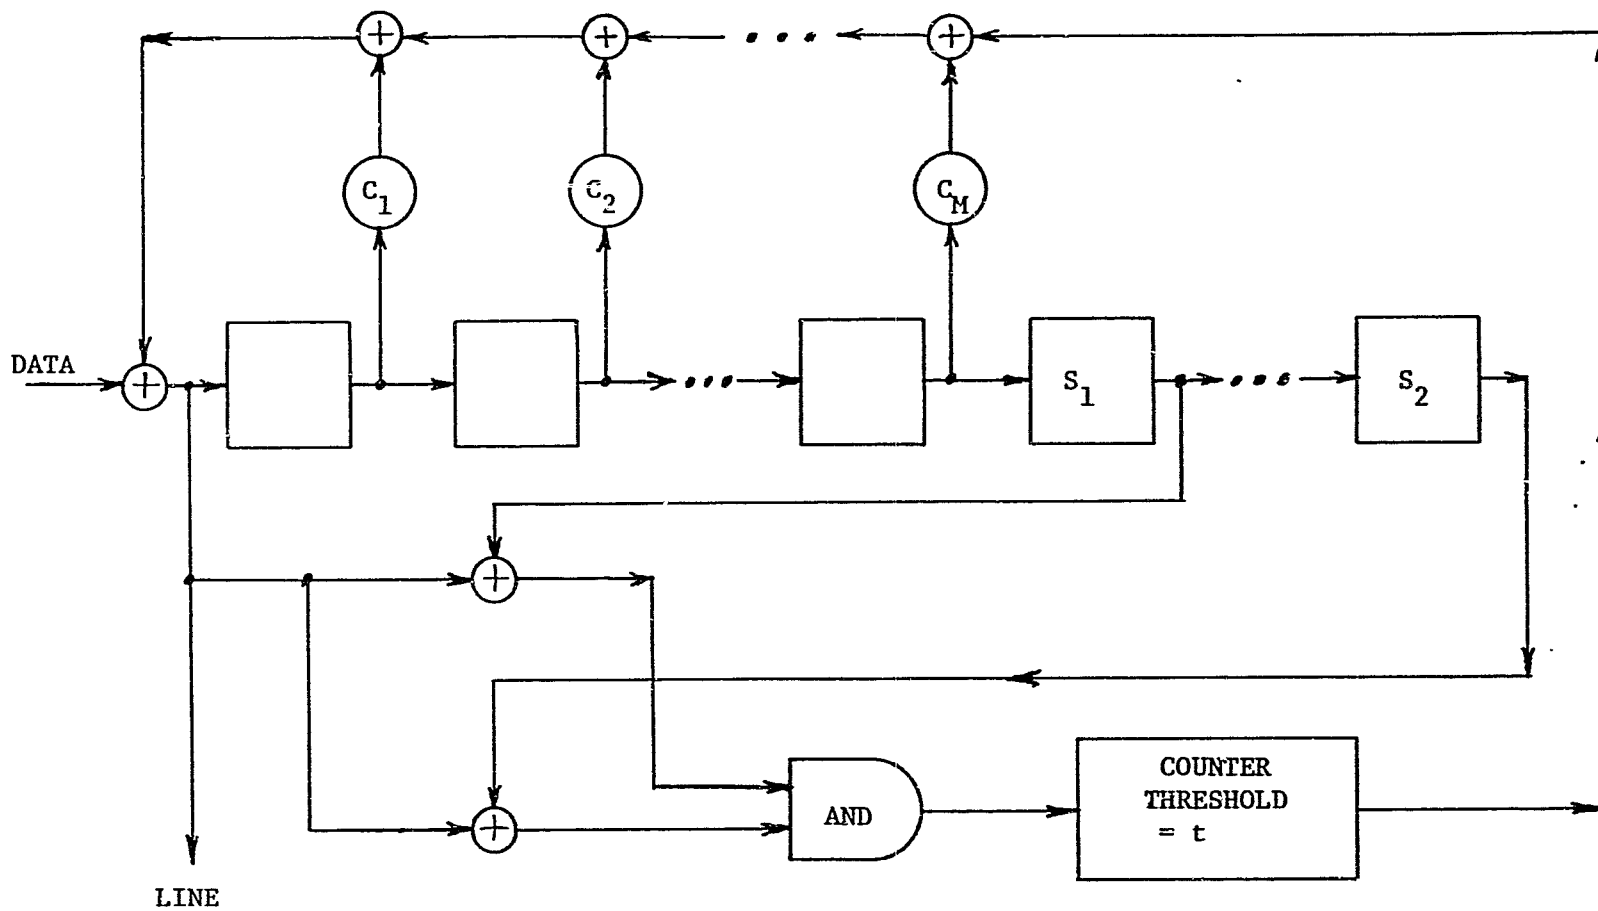 C1
C2
CM
DATA
S1
S2
AND
COUNTER
THRESHOLD
= t
LINE